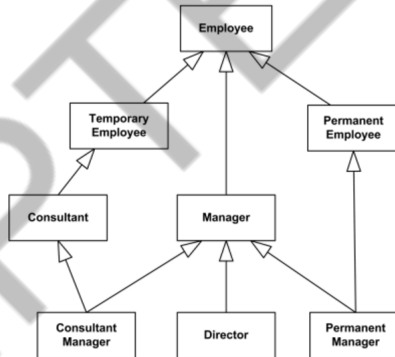 Employee
Temporary
Employee
Permanent
Employee
Consultant
Manager
Consultant
Manager
Director
Permanent
Manager